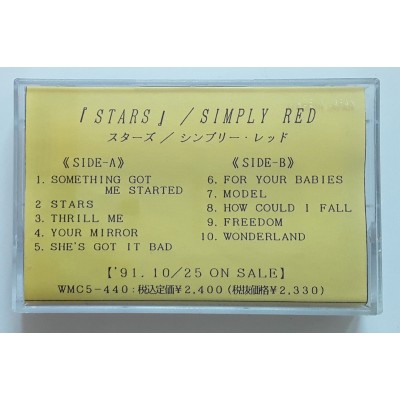 『STARS』／SIMPLY RED
スターズ／シンプリー・レッド
《SIDE-A》
1. SOMETHING GOT
ME STARTED
2 STARS
3. THRILL ME
4. YOUR MIRROR
5. SHE'S GOT IT BAD
《SIDE-B》
6. FOR YOUR BABIES
7. MODEL
8. HOW COULD I FALL
9. FREEDOM
10. WONDERLAND
【'91. 10／25 ON SALE】
WMC5-440：税込定価￥2,400 (税抜価格￥2,330)